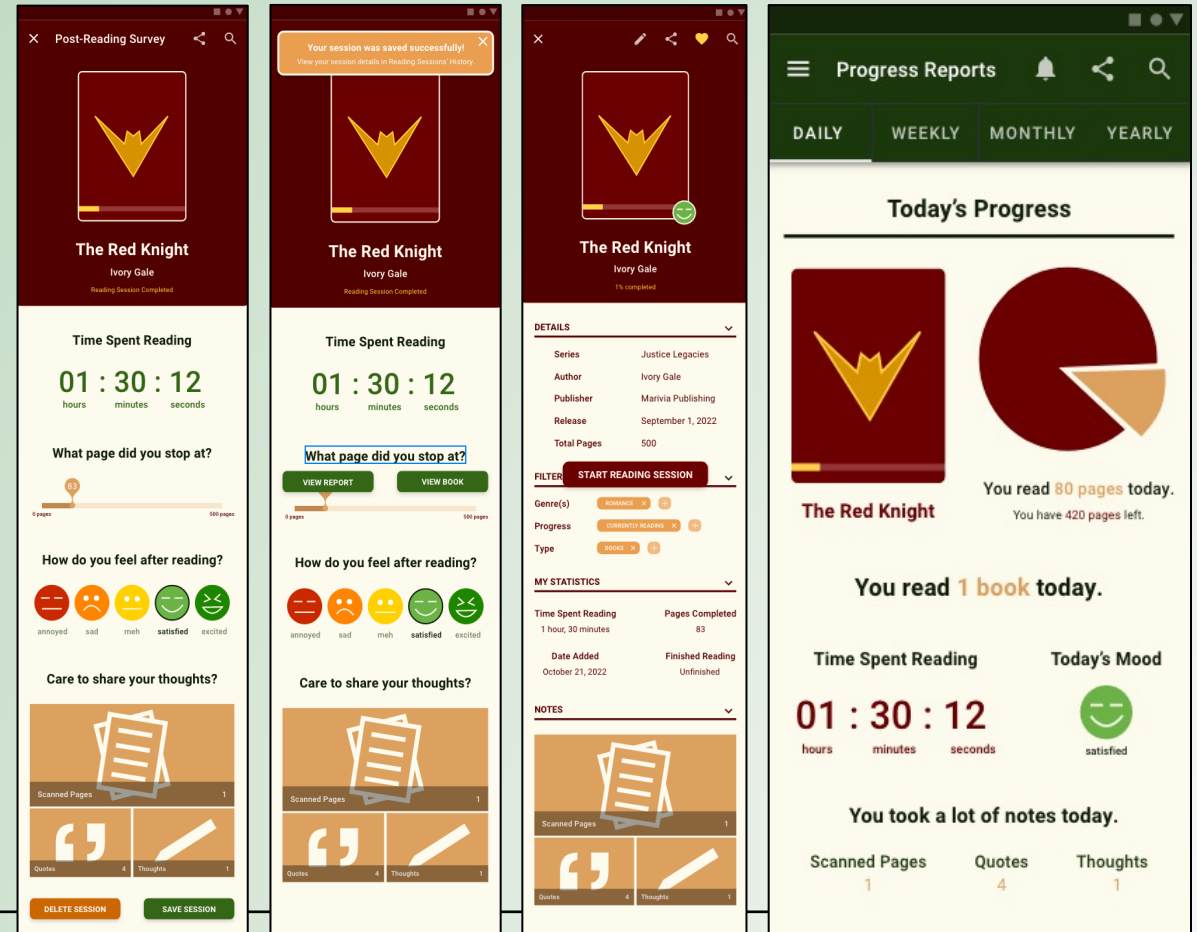 Post-Reading Survey
The Red Knight
Ivory Gale
Reading Session Completed
Time Spent Reading
01 : 30 : 12
hours minutes seconds
What page did you stop at?
83
0 pages 500 pages
How do you feel after reading?
annoyed sad meh satisfied excited
Care to share your thoughts?
Scanned Pages 1
Quotes 4 Thoughts 1
DELETE SESSION SAVE SESSION
Your session was saved successfully!
View your session details in Reading Sessions' History.
The Red Knight
Ivory Gale
Reading Session Completed
Time Spent Reading
01 : 30 : 12
hours minutes seconds
What page did you stop at?
VIEW REPORT VIEW BOOK
0 pages 500 pages
How do you feel after reading?
annoyed sad meh satisfied excited
Care to share your thoughts?
Scanned Pages 1
Quotes 4 Thoughts 1
The Red Knight
Ivory Gale
1% completed
DETAILS
Series Justice Legacies
Author Ivory Gale
Publisher Marivia Publishing
Release September 1, 2022
Total Pages 500
FILTER START READING SESSION
Genre(s) ROMANCE X +
Progress CURRENTLY READING X +
Type BOOKS X +
MY STATISTICS
Time Spent Reading Pages Completed
1 hour, 30 minutes 83
Date Added Finished Reading
October 21, 2022 Unfinished
NOTES
Scanned Pages 1
Quotes 4 Thoughts 1
Progress Reports
DAILY WEEKLY MONTHLY YEARLY
Today's Progress
The Red Knight
You read 80 pages today.
You have 420 pages left.
You read 1 book today.
Time Spent Reading Today's Mood
01 : 30 : 12
hours minutes seconds
satisfied
You took a lot of notes today.
Scanned Pages Quotes Thoughts
1 4 1